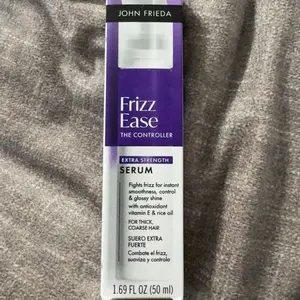 JOHN FRIEDA
Frizz
Ease
THE CONTROLLER
EXTRA STRENGTH
SERUM
Fights frizz for instant
smoothness, control
& glossy shine
with antioxidant
vitamin E & rice oil
FOR THICK,
COARSE HAIR
SUERO EXTRA
FUERTE
Combate el frizz,
suaviza y controla
1.69 FL OZ (50 ml)